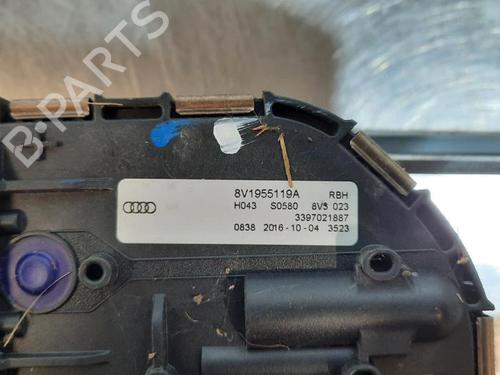 B-PARTS
8V1955119A RBH
H043 S0580 8V3 023
3397021887
0838 2016-10-04 3523